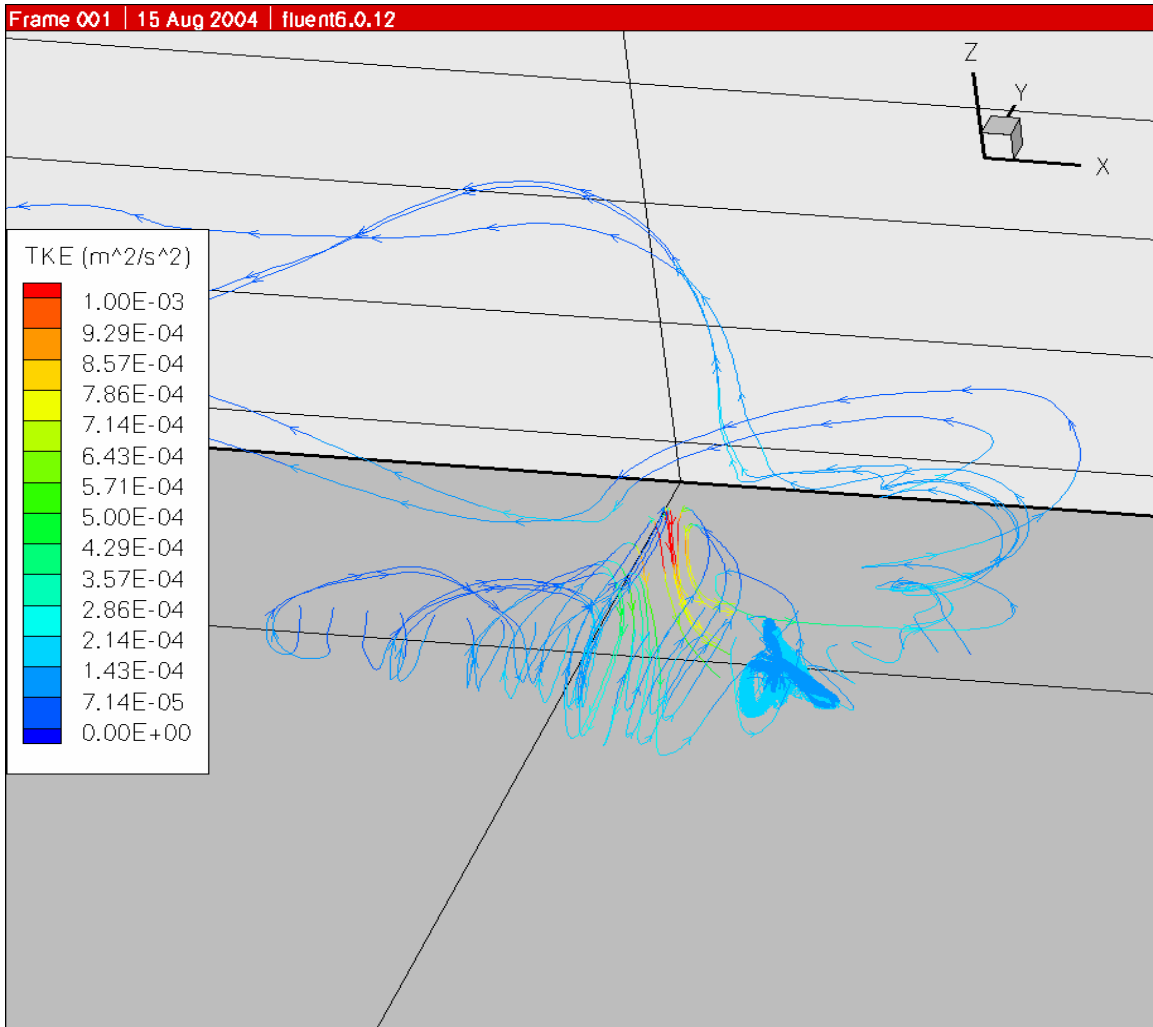 Frame 001 | 15 Aug 2004 | fluent6.0.12
Z
Y
X
TKE (m^2/s^2)
1.00E-03
9.29E-04
8.57E-04
7.86E-04
7.14E-04
6.43E-04
5.71E-04
5.00E-04
4.29E-04
3.57E-04
2.86E-04
2.14E-04
1.43E-04
7.14E-05
0.00E+00